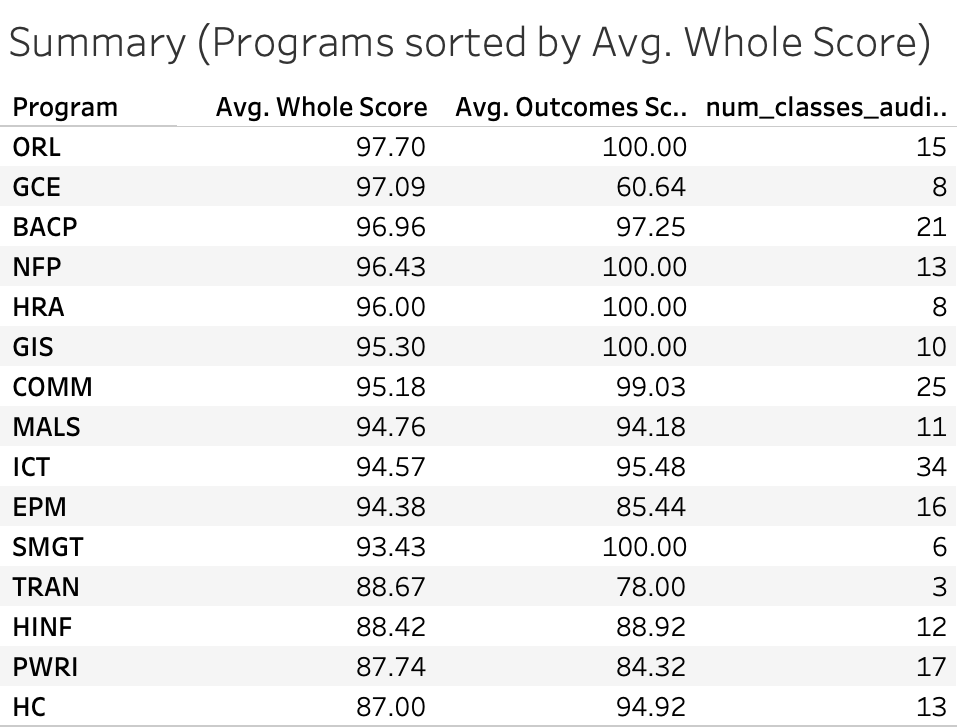 Summary (Programs sorted by Avg. Whole Score)
Program Avg. Whole Score Avg. Outcomes Sc.. num_classes_audi..
ORL 97.70 100.00 15
GCE 97.09 60.64 8
BACP 96.96 97.25 21
NFP 96.43 100.00 13
HRA 96.00 100.00 8
GIS 95.30 100.00 10
COMM 95.18 99.03 25
MALS 94.76 94.18 11
ICT 94.57 95.48 34
EPM 94.38 85.44 16
SMGT 93.43 100.00 6
TRAN 88.67 78.00 3
HINF 88.42 88.92 12
PWRI 87.74 84.32 17
HC 87.00 94.92 13